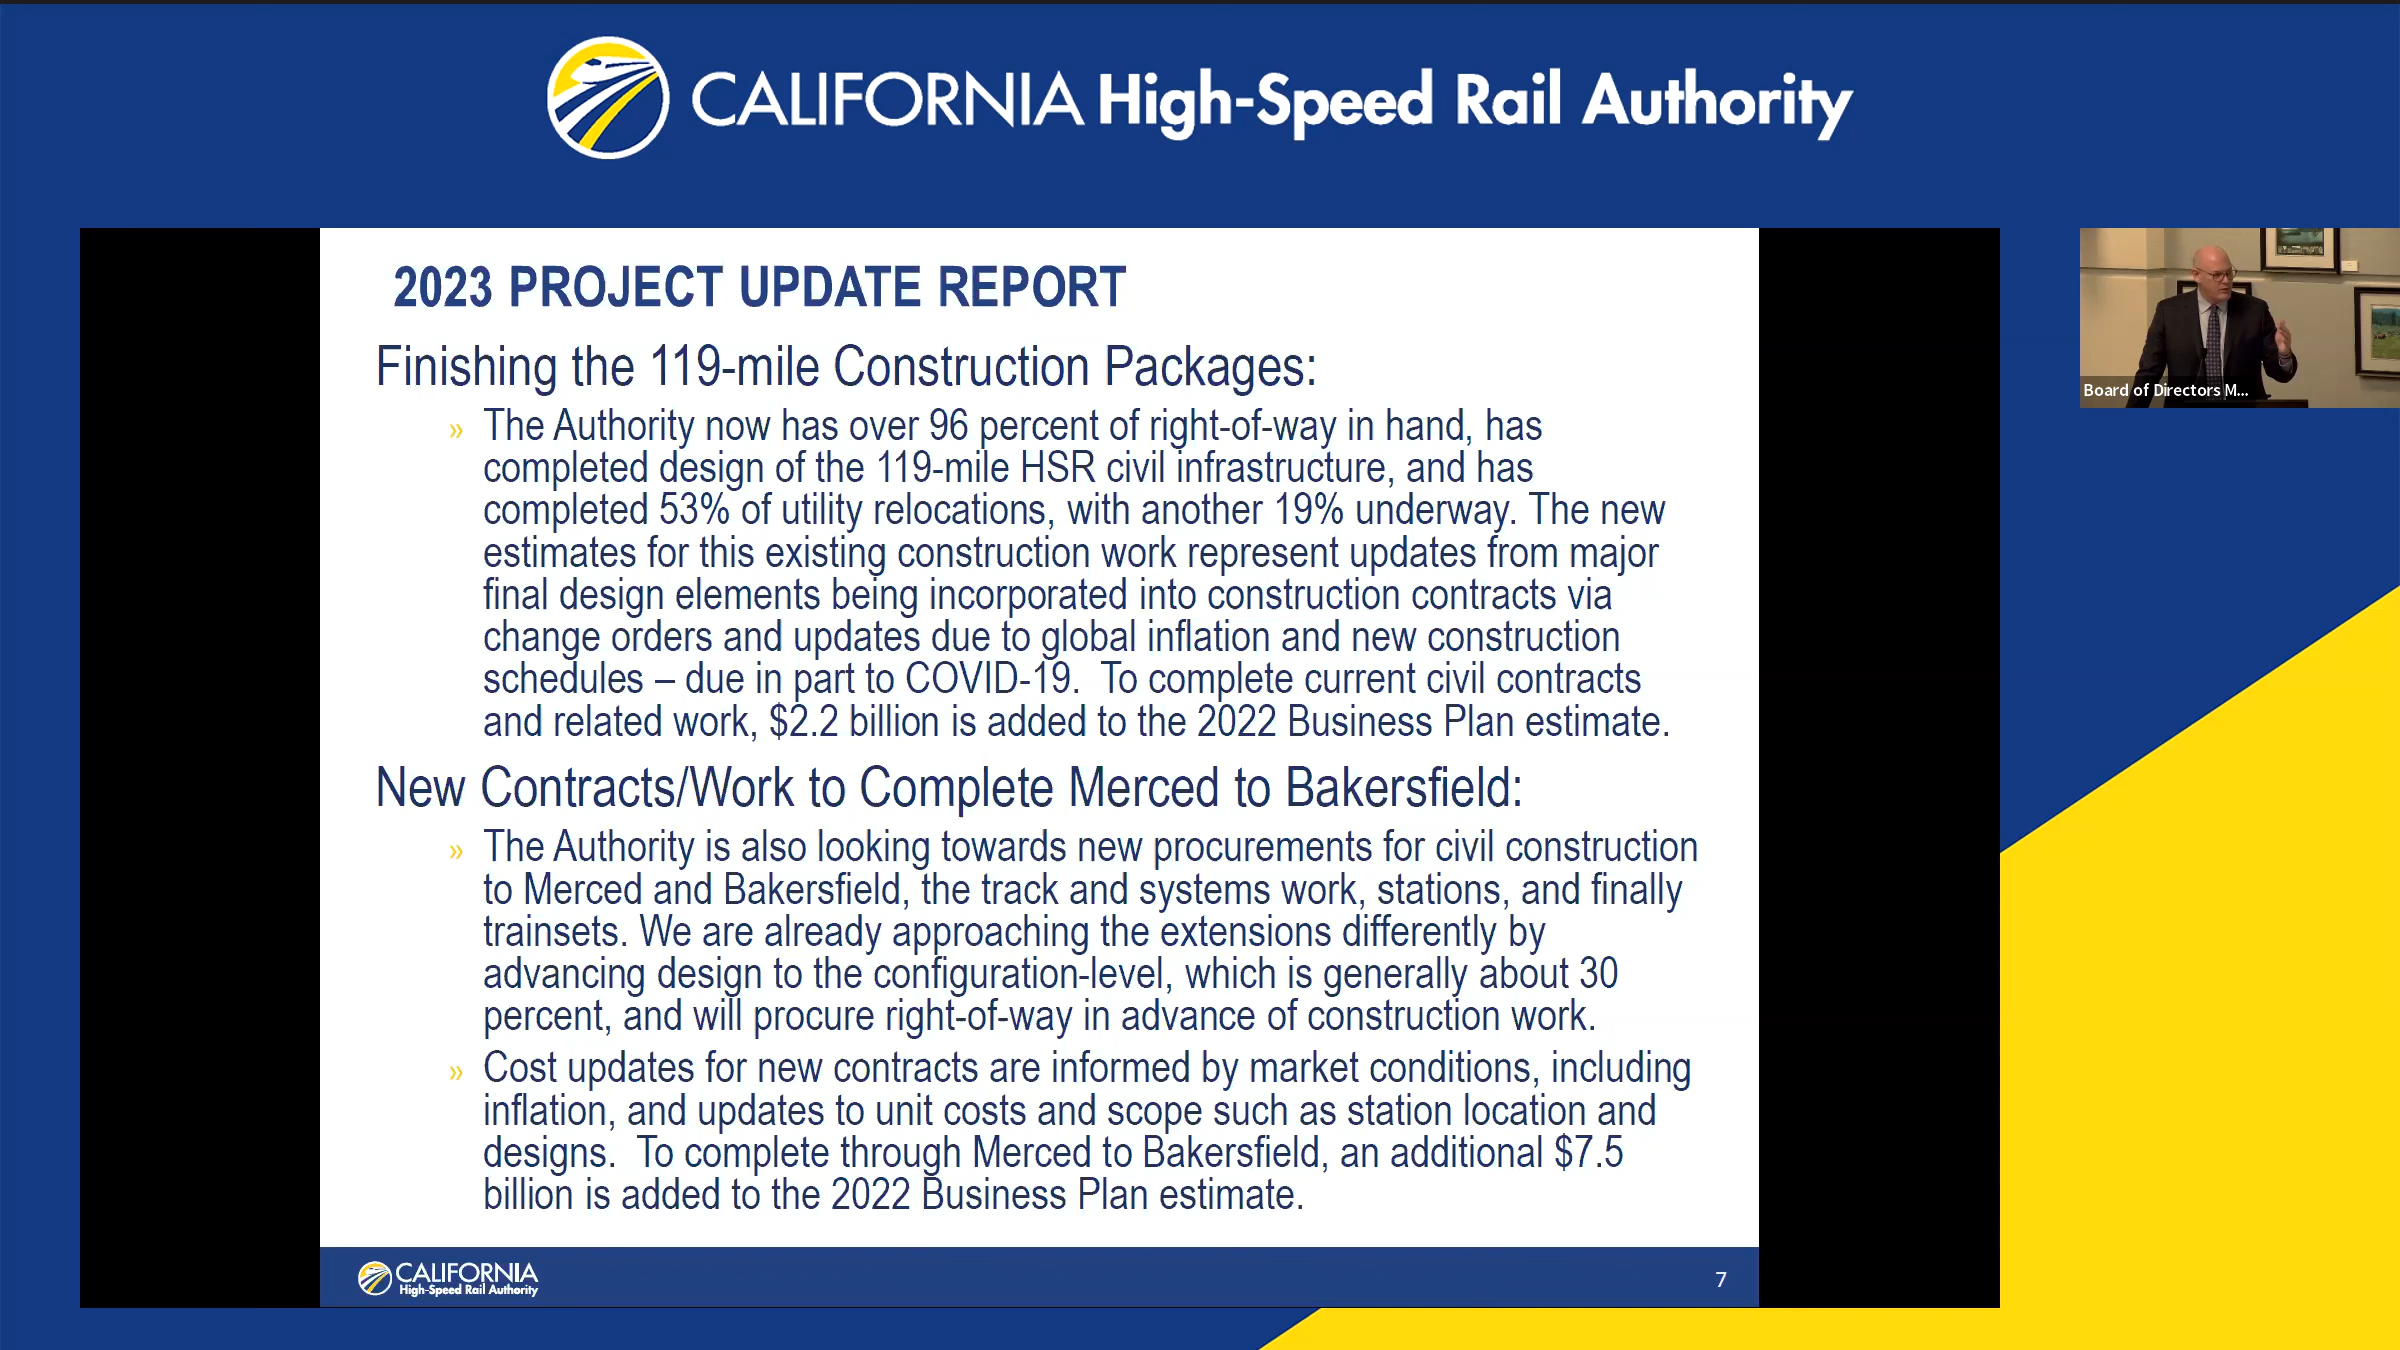 CALIFORNIA High-Speed Rail Authority
2023 PROJECT UPDATE REPORT
Finishing the 119-mile Construction Packages:
» The Authority now has over 96 percent of right-of-way in hand, has
completed design of the 119-mile HSR civil infrastructure, and has
completed 53% of utility relocations, with another 19% underway. The new
estimates for this existing construction work represent updates from major
final design elements being incorporated into construction contracts via
change orders and updates due to global inflation and new construction
schedules – due in part to COVID-19.  To complete current civil contracts
and related work, $2.2 billion is added to the 2022 Business Plan estimate.
New Contracts/Work to Complete Merced to Bakersfield:
» The Authority is also looking towards new procurements for civil construction
to Merced and Bakersfield, the track and systems work, stations, and finally
trainsets. We are already approaching the extensions differently by
advancing design to the configuration-level, which is generally about 30
percent, and will procure right-of-way in advance of construction work.
» Cost updates for new contracts are informed by market conditions, including
inflation, and updates to unit costs and scope such as station location and
designs.  To complete through Merced to Bakersfield, an additional $7.5
billion is added to the 2022 Business Plan estimate.
CALIFORNIA
High-Speed Rail Authority
7
Board of Directors M...